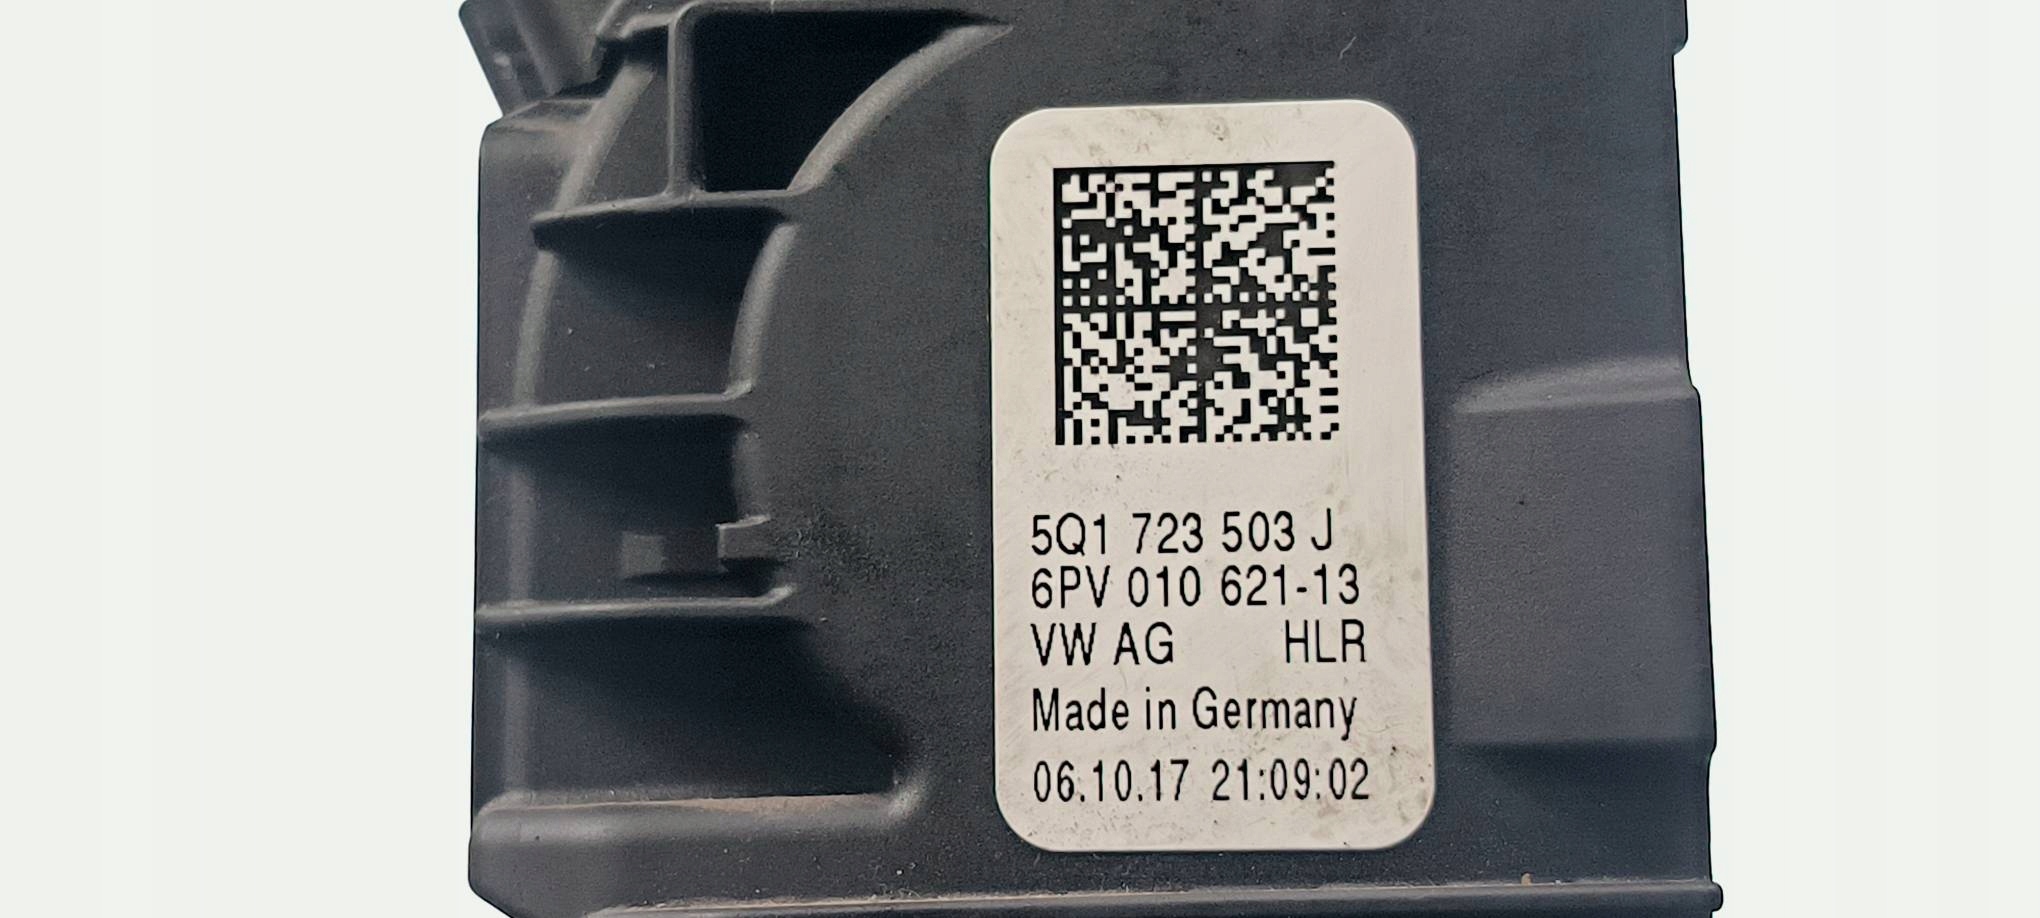 5Q1 723 503 J
6PV 010 621-13
VW AG HLR
Made in Germany
06.10.17 21:09:02